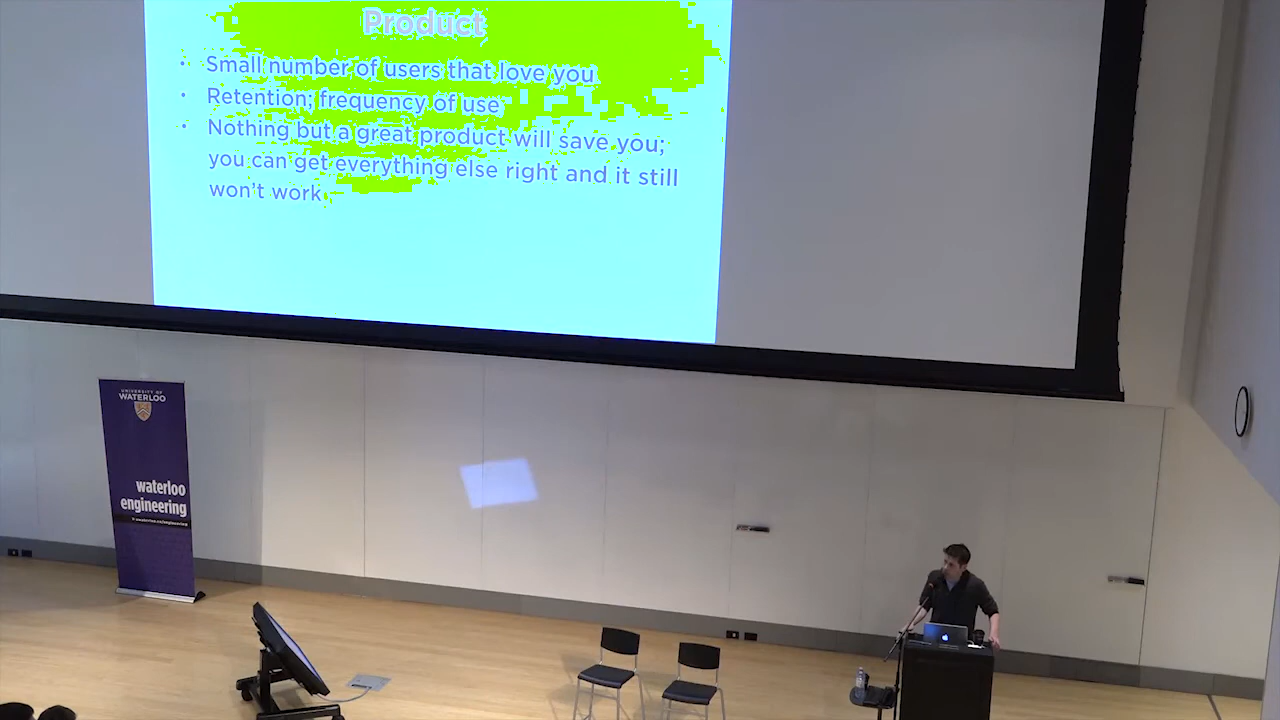 Product
• Small number of users that love you
• Retention; frequency of use
• Nothing but a great product will save you;
you can get everything else right and it still
won't work
UNIVERSITY OF
WATERLOO
waterloo
engineering